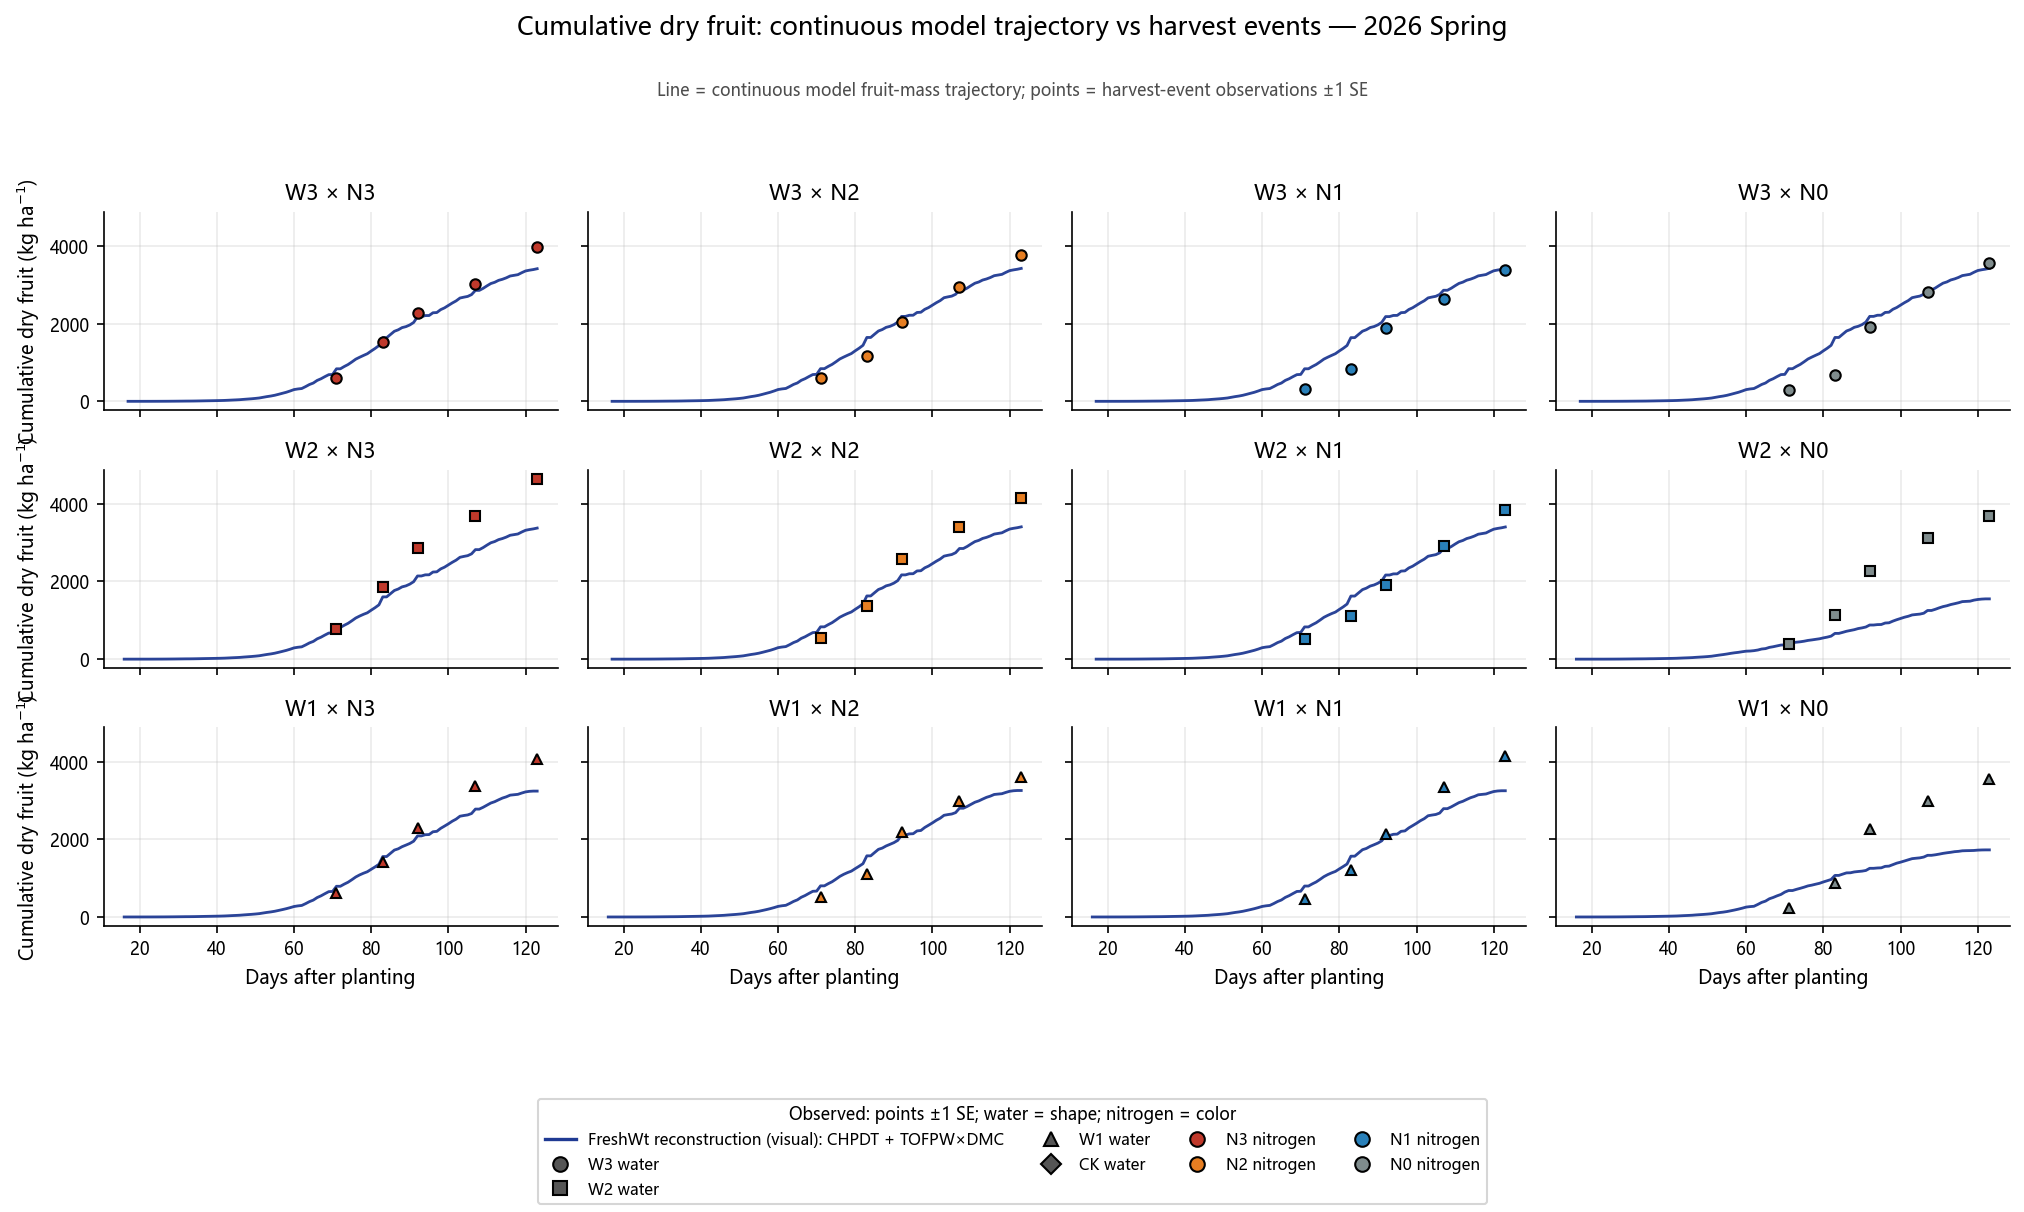 Cumulative dry fruit: continuous model trajectory vs harvest events — 2026 Spring
Line = continuous model fruit-mass trajectory; points = harvest-event observations ±1 SE
W3 × N3
W3 × N2
W3 × N1
W3 × N0
Cumulative dry fruit (kg ha⁻¹)
4000
2000
0
W2 × N3
W2 × N2
W2 × N1
W2 × N0
Cumulative dry fruit (kg ha⁻¹)
4000
2000
0
W1 × N3
W1 × N2
W1 × N1
W1 × N0
Cumulative dry fruit (kg ha⁻¹)
4000
2000
0
20 40 60 80 100 120
20 40 60 80 100 120
20 40 60 80 100 120
20 40 60 80 100 120
Days after planting
Days after planting
Days after planting
Days after planting
Observed: points ±1 SE; water = shape; nitrogen = color
FreshWt reconstruction (visual): CHPDT + TOFPW×DMC
W3 water
W2 water
W1 water
CK water
N3 nitrogen
N2 nitrogen
N1 nitrogen
N0 nitrogen